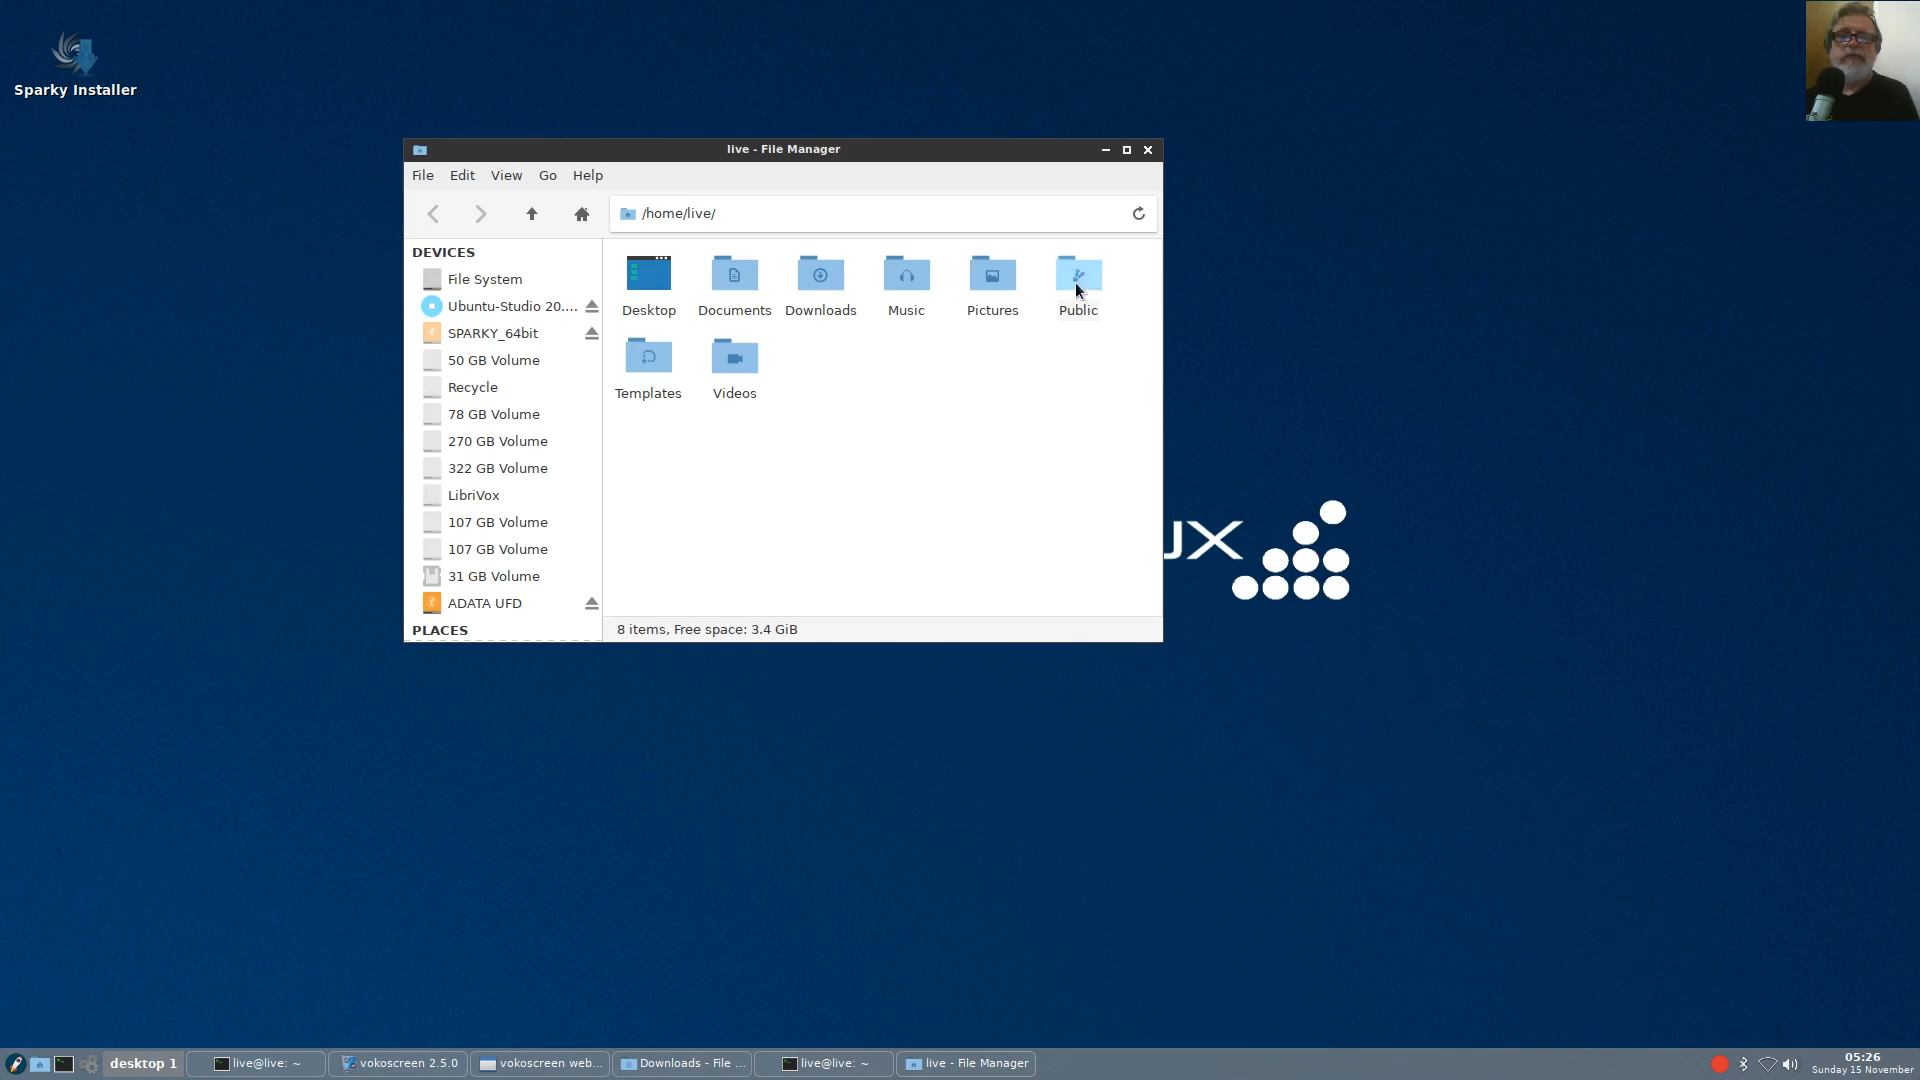 Sparky Installer
live - File Manager
File Edit View Go Help
/home/live/
DEVICES
File System
Ubuntu-Studio 20....
SPARKY_64bit
50 GB Volume
Recycle
78 GB Volume
270 GB Volume
322 GB Volume
LibriVox
107 GB Volume
107 GB Volume
31 GB Volume
ADATA UFD
PLACES
Desktop Documents Downloads Music Pictures Public
Templates Videos
8 items, Free space: 3.4 GiB
UX
desktop 1 live@live: ~ vokoscreen 2.5.0 vokoscreen web... Downloads - File ... live@live: ~ live - File Manager
05:26
Sunday 15 November